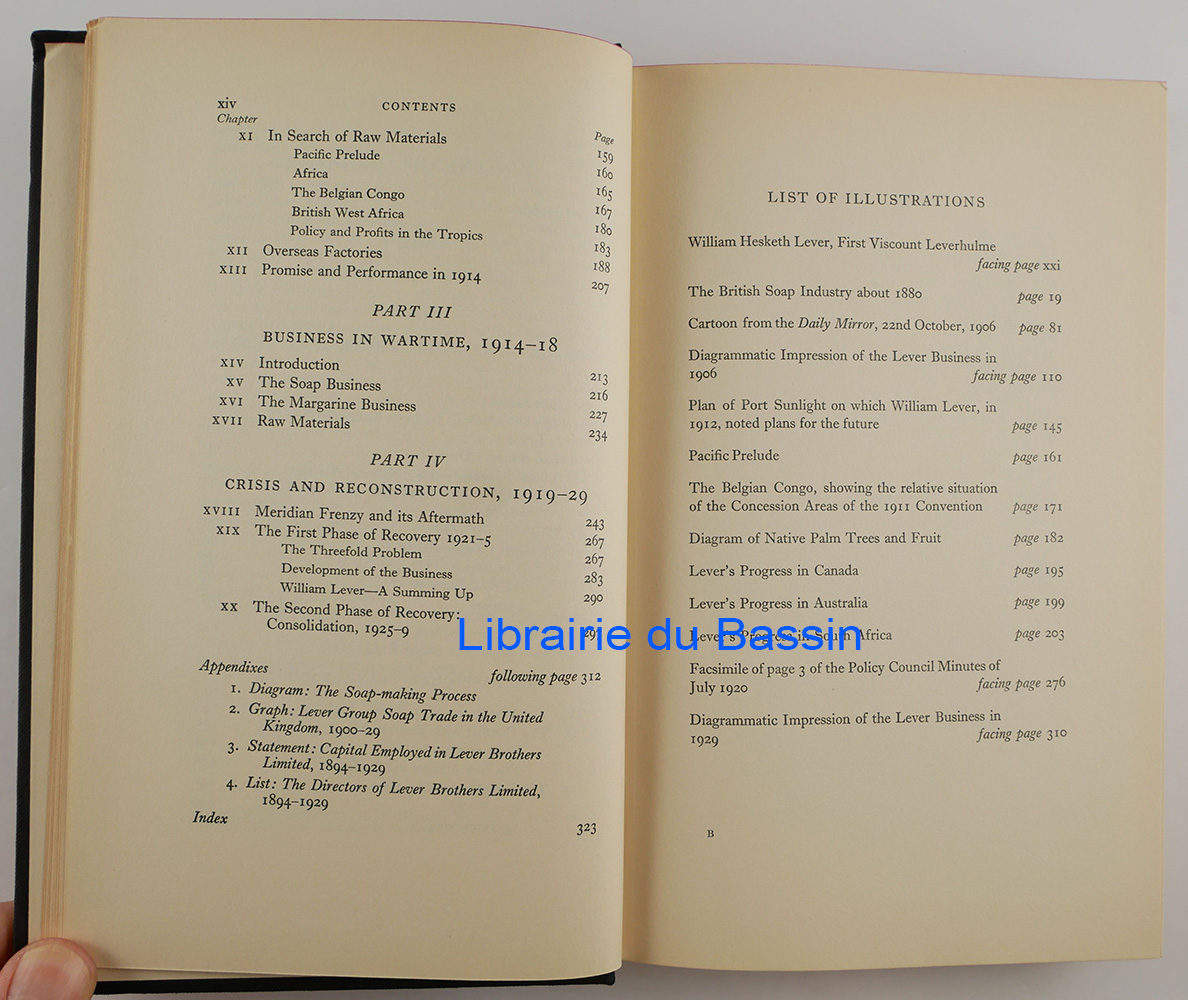 xiv CONTENTS
Chapter Page
XI In Search of Raw Materials 159
Pacific Prelude 160
Africa 165
The Belgian Congo 167
British West Africa 180
Policy and Profits in the Tropics 183
XII Overseas Factories 188
XIII Promise and Performance in 1914 207
PART III
BUSINESS IN WARTIME, 1914–18
XIV Introduction 213
XV The Soap Business 216
XVI The Margarine Business 227
XVII Raw Materials 234
PART IV
CRISIS AND RECONSTRUCTION, 1919–29
XVIII Meridian Frenzy and its Aftermath 243
XIX The First Phase of Recovery 1921–5 267
The Threefold Problem 267
Development of the Business 283
William Lever—A Summing Up 290
XX The Second Phase of Recovery:
Consolidation, 1925–9
Appendixes following page 312
1. Diagram: The Soap-making Process
2. Graph: Lever Group Soap Trade in the United
Kingdom, 1900–29
3. Statement: Capital Employed in Lever Brothers
Limited, 1894–1929
4. List: The Directors of Lever Brothers Limited,
1894–1929
Index 323
LIST OF ILLUSTRATIONS
William Hesketh Lever, First Viscount Leverhulme
facing page xxi
The British Soap Industry about 1880 page 19
Cartoon from the Daily Mirror, 22nd October, 1906 page 81
Diagrammatic Impression of the Lever Business in
1906 facing page 110
Plan of Port Sunlight on which William Lever, in
1912, noted plans for the future page 145
Pacific Prelude page 161
The Belgian Congo, showing the relative situation
of the Concession Areas of the 1911 Convention page 171
Diagram of Native Palm Trees and Fruit page 182
Lever's Progress in Canada page 195
Lever's Progress in Australia page 199
Lever's Progress in South Africa page 203
Facsimile of page 3 of the Policy Council Minutes of
July 1920 facing page 276
Diagrammatic Impression of the Lever Business in
1929 facing page 310
B
Librairie du Bassin